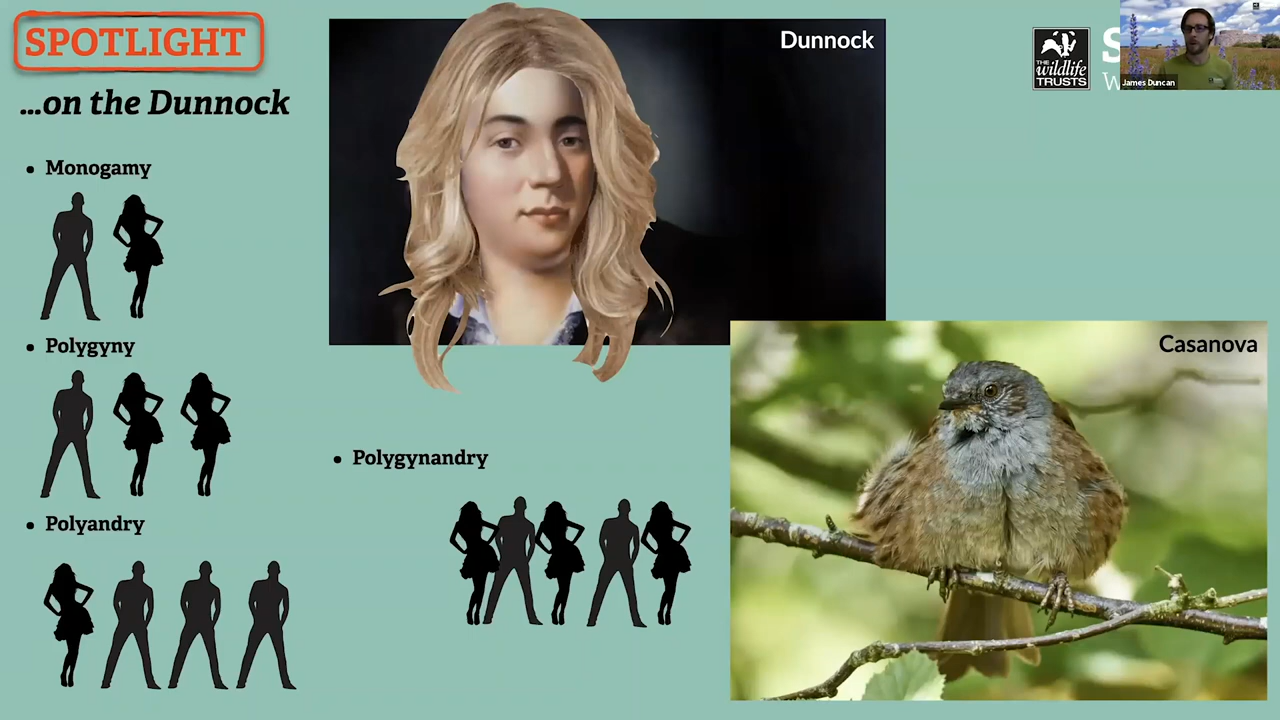 SPOTLIGHT
...on the Dunnock
• Monogamy
• Polygyny
• Polyandry
• Polygynandry
Dunnock
Casanova
THE
wildlife
TRUSTS
S
W
James Duncan